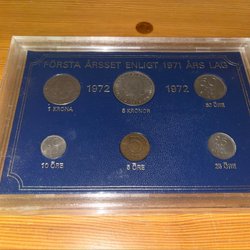 FÖRSTA ÅRSSET ENLIGT 1971 ÅRS LAG
1972 1972
1 KRONA 5 KRONOR 50 ÖRE
10 ÖRE 5 ÖRE 25 ÖRE